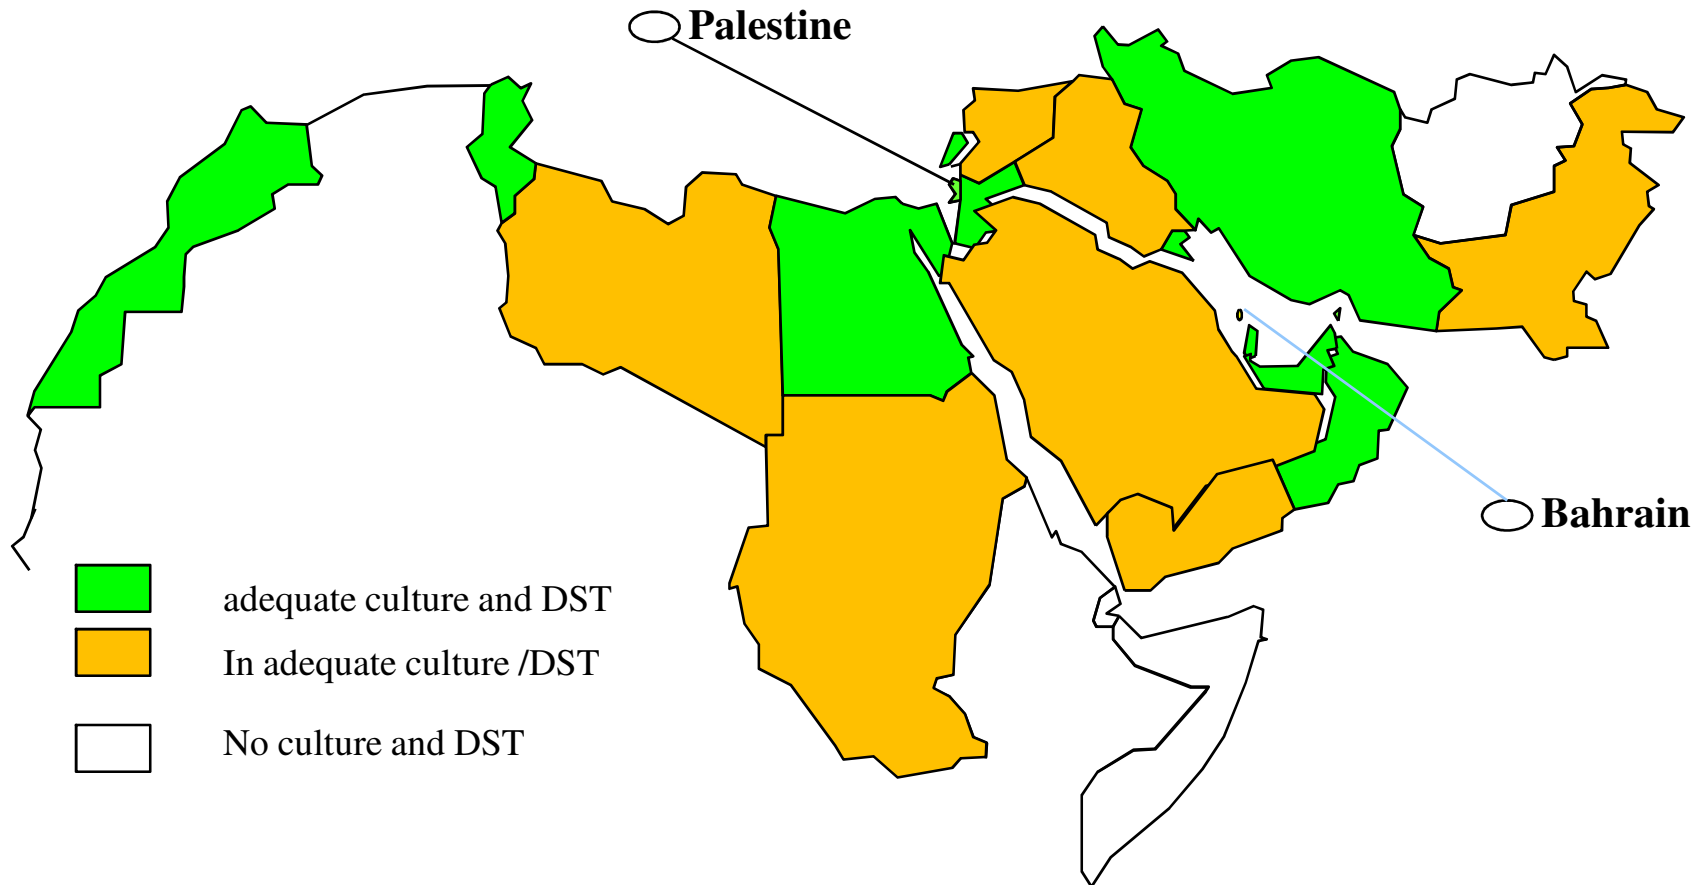 Palestine
Bahrain
adequate culture and DST
In adequate culture /DST
No culture and DST